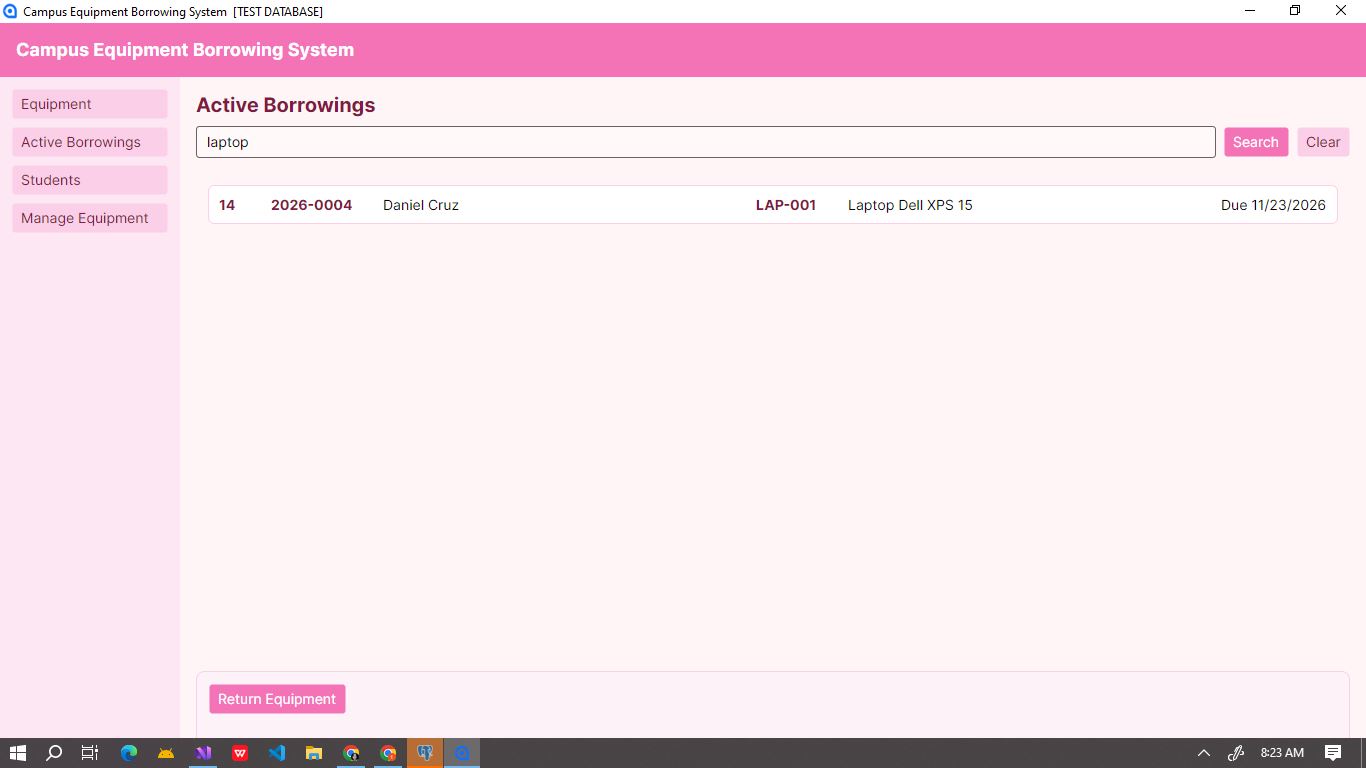 Campus Equipment Borrowing System [TEST DATABASE]
Campus Equipment Borrowing System
Equipment
Active Borrowings
Students
Manage Equipment
Active Borrowings
laptop
Search
Clear
14 2026-0004 Daniel Cruz LAP-001 Laptop Dell XPS 15 Due 11/23/2026
Return Equipment
8:23 AM